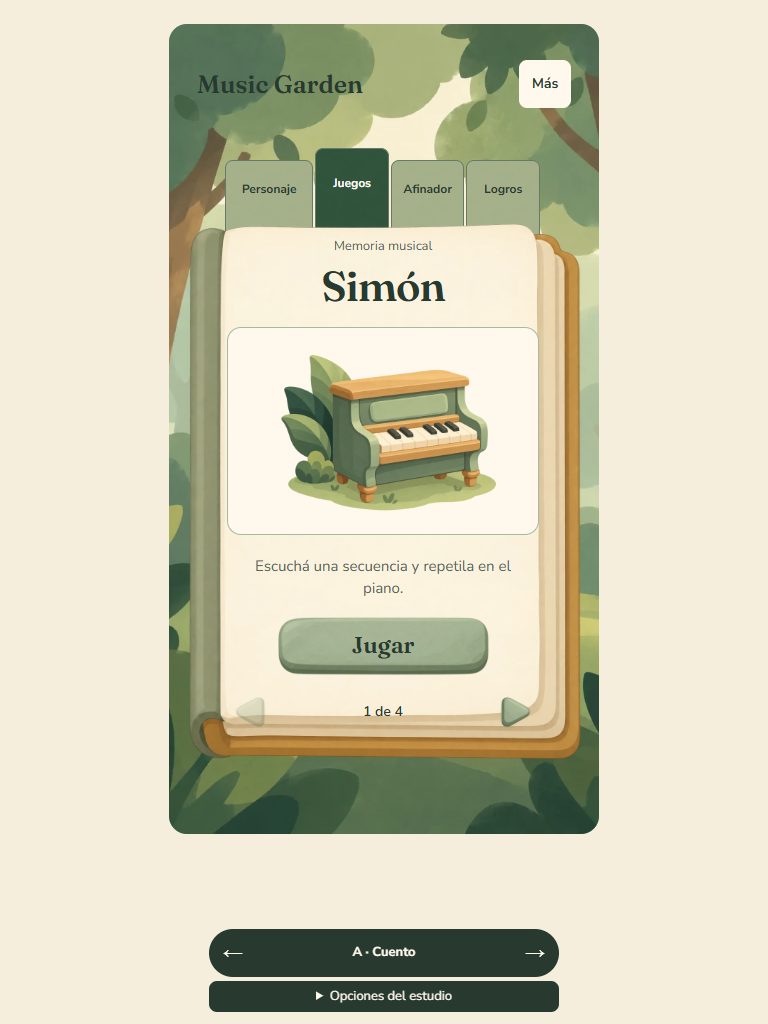 Music Garden
Más
Personaje
Juegos
Afinador
Logros
Memoria musical
Simón
Escuchá una secuencia y repetila en el
piano.
Jugar
1 de 4
← A · Cuento →
▶ Opciones del estudio